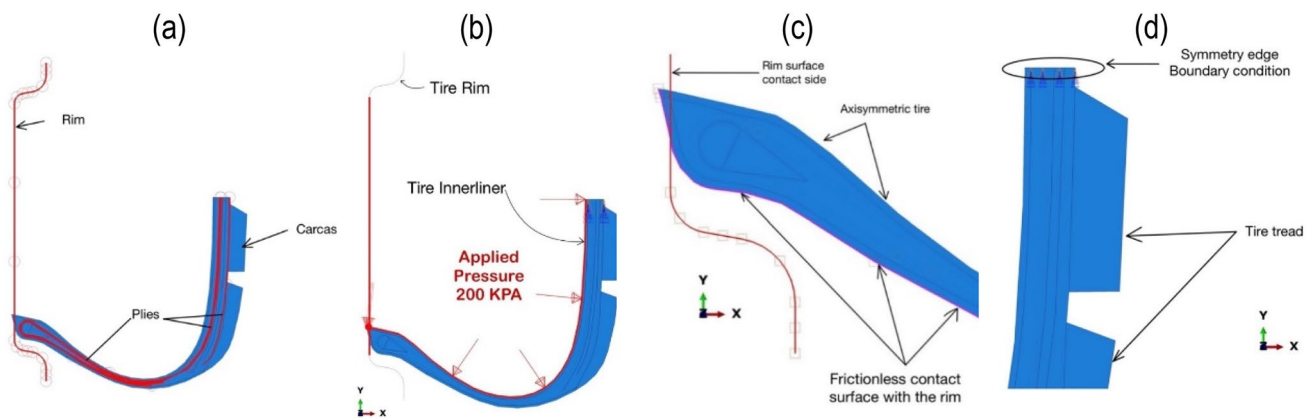 (a)
Rim
Carcas
Plies
(b)
Tire Rim
Tire Innerliner
Applied
Pressure
200 KPA
Y
X
(c)
Rim surface
contact side
Axisymmetric tire
Y
Z
X
Frictionless contact
surface with the rim
(d)
Symmetry edge
Boundary condition
Tire tread
Y
Z
X